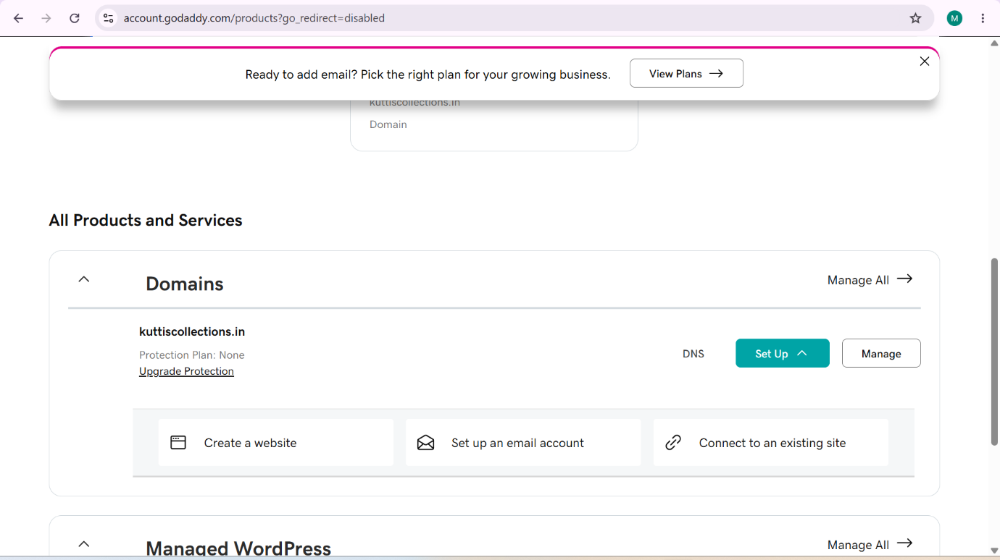 account.godaddy.com/products?go_redirect=disabled
M
Ready to add email? Pick the right plan for your growing business.
View Plans
kuttiscollections.in
Domain
All Products and Services
Domains
Manage All
kuttiscollections.in
Protection Plan: None
Upgrade Protection
DNS
Set Up
Manage
Create a website
Set up an email account
Connect to an existing site
Managed WordPress
Manage All